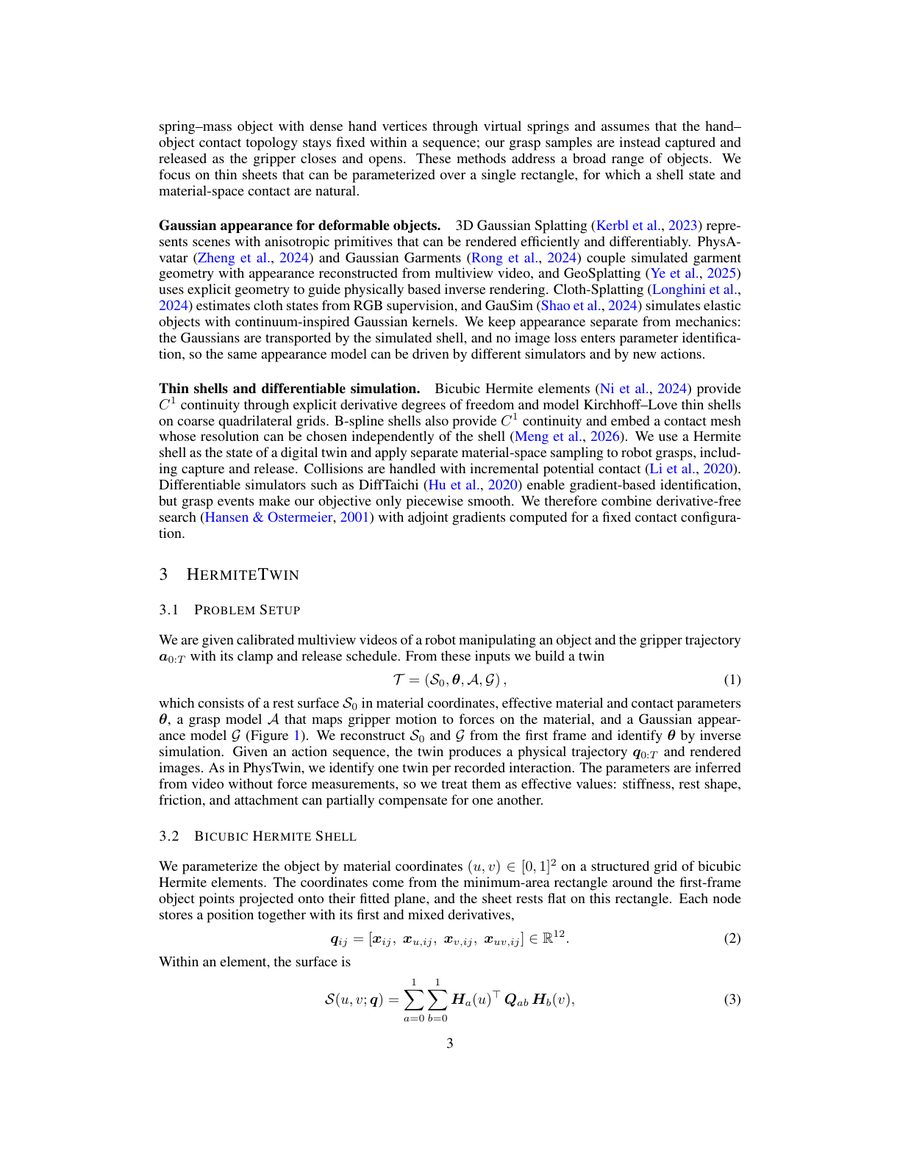 spring–mass object with dense hand vertices through virtual springs and assumes that the hand–
object contact topology stays fixed within a sequence; our grasp samples are instead captured and
released as the gripper closes and opens. These methods address a broad range of objects. We
focus on thin sheets that can be parameterized over a single rectangle, for which a shell state and
material-space contact are natural.
Gaussian appearance for deformable objects. 3D Gaussian Splatting (Kerbl et al., 2023) repre-
sents scenes with anisotropic primitives that can be rendered efficiently and differentiably. PhysA-
vatar (Zheng et al., 2024) and Gaussian Garments (Rong et al., 2024) couple simulated garment
geometry with appearance reconstructed from multiview video, and GeoSplatting (Ye et al., 2025)
uses explicit geometry to guide physically based inverse rendering. Cloth-Splatting (Longhini et al.,
2024) estimates cloth states from RGB supervision, and GauSim (Shao et al., 2024) simulates elastic
objects with continuum-inspired Gaussian kernels. We keep appearance separate from mechanics:
the Gaussians are transported by the simulated shell, and no image loss enters parameter identifica-
tion, so the same appearance model can be driven by different simulators and by new actions.
Thin shells and differentiable simulation. Bicubic Hermite elements (Ni et al., 2024) provide
C¹ continuity through explicit derivative degrees of freedom and model Kirchhoff–Love thin shells
on coarse quadrilateral grids. B-spline shells also provide C¹ continuity and embed a contact mesh
whose resolution can be chosen independently of the shell (Meng et al., 2026). We use a Hermite
shell as the state of a digital twin and apply separate material-space sampling to robot grasps, includ-
ing capture and release. Collisions are handled with incremental potential contact (Li et al., 2020).
Differentiable simulators such as DiffTaichi (Hu et al., 2020) enable gradient-based identification,
but grasp events make our objective only piecewise smooth. We therefore combine derivative-free
search (Hansen & Ostermeier, 2001) with adjoint gradients computed for a fixed contact configura-
tion.
3 HERMITETWIN
3.1 PROBLEM SETUP
We are given calibrated multiview videos of a robot manipulating an object and the gripper trajectory
a₀:T with its clamp and release schedule. From these inputs we build a twin
𝒯 = (𝒮₀, θ, 𝒜, 𝒢) , (1)
which consists of a rest surface 𝒮₀ in material coordinates, effective material and contact parameters
θ, a grasp model 𝒜 that maps gripper motion to forces on the material, and a Gaussian appear-
ance model 𝒢 (Figure 1). We reconstruct 𝒮₀ and 𝒢 from the first frame and identify θ by inverse
simulation. Given an action sequence, the twin produces a physical trajectory q₀:T and rendered
images. As in PhysTwin, we identify one twin per recorded interaction. The parameters are inferred
from video without force measurements, so we treat them as effective values: stiffness, rest shape,
friction, and attachment can partially compensate for one another.
3.2 BICUBIC HERMITE SHELL
We parameterize the object by material coordinates (u, v) ∈ [0, 1]² on a structured grid of bicubic
Hermite elements. The coordinates come from the minimum-area rectangle around the first-frame
object points projected onto their fitted plane, and the sheet rests flat on this rectangle. Each node
stores a position together with its first and mixed derivatives,
q_ij = [x_ij, x_u,ij, x_v,ij, x_uv,ij] ∈ ℝ¹². (2)
Within an element, the surface is
𝒮(u, v; q) = ∑_{a=0}^{1} ∑_{b=0}^{1} H_a(u)^⊤ Q_ab H_b(v), (3)
3